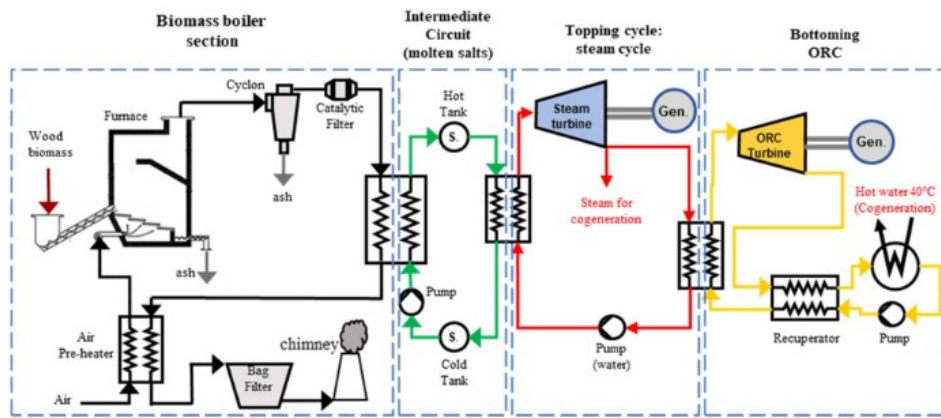 Biomass boiler
section
Intermediate
Circuit
(molten salts)
Topping cycle:
steam cycle
Bottoming
ORC
Furnace
Wood
biomass
Cyclon
Catalytic
Filter
ash
ash
Air
Pre-heater
Air
Bag
Filter
chimney
Hot
Tank
S.
Pump
S.
Cold
Tank
Steam
turbine
Gen.
Steam for
cogeneration
Pump
(water)
ORC
Turbine
Gen.
Hot water 40°C
(Cogeneration)
Recuperator
Pump